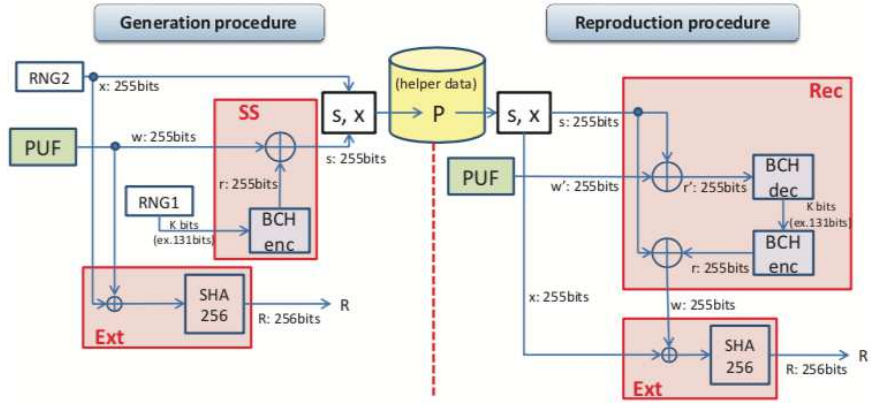 Generation procedure
Reproduction procedure
RNG2
x: 255bits
(helper data)
P
s, x
s, x
SS
Rec
PUF
w: 255bits
s: 255bits
s: 255bits
r: 255bits
RNG1
K bits
(ex.131bits)
BCH
enc
PUF
w': 255bits
r': 255bits
BCH
dec
K bits
(ex.131bits)
BCH
enc
r: 255bits
SHA
256
R: 256bits
R
Ext
x: 255bits
w: 255bits
SHA
256
R: 256bits
R
Ext